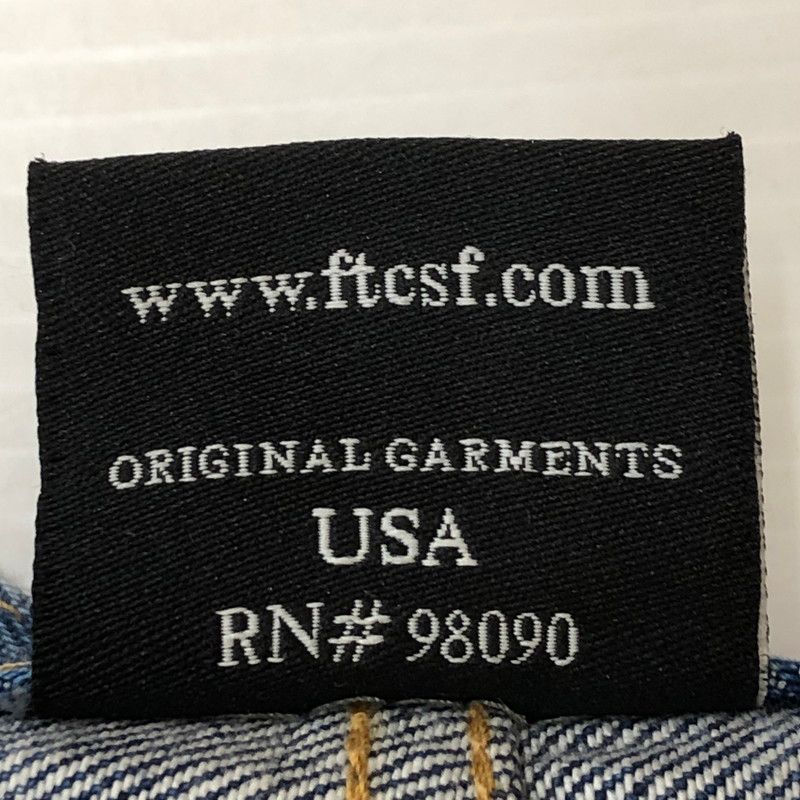 www.ftcsf.com
ORIGINAL GARMENTS
USA
RN# 98090